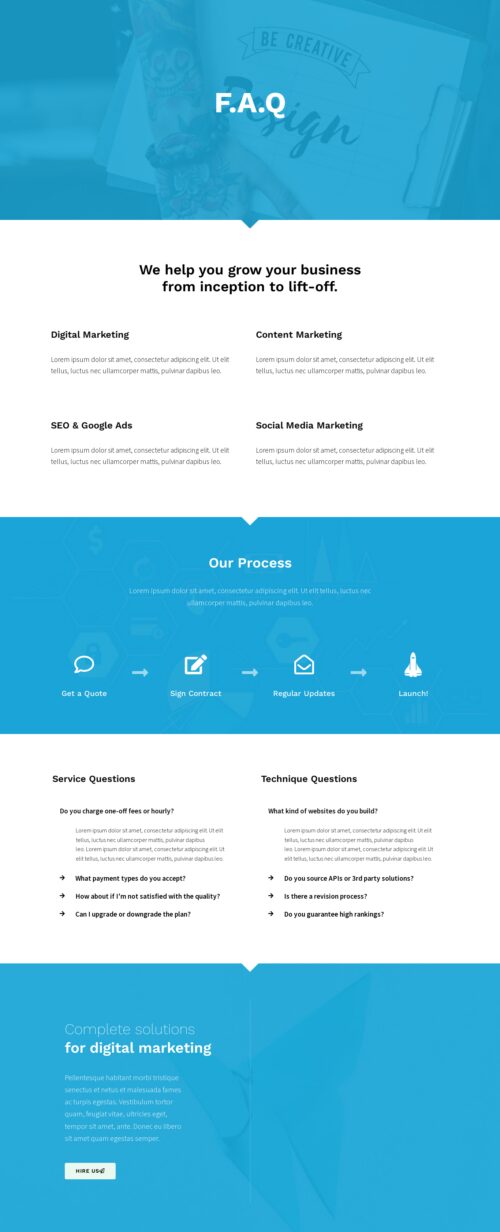 BE CREATIVE
Design
F.A.Q
We help you grow your business
from inception to lift-off.
Digital Marketing
Lorem ipsum dolor sit amet, consectetur adipiscing elit. Ut elit
tellus, luctus nec ullamcorper mattis, pulvinar dapibus leo.
Content Marketing
Lorem ipsum dolor sit amet, consectetur adipiscing elit. Ut elit
tellus, luctus nec ullamcorper mattis, pulvinar dapibus leo.
SEO & Google Ads
Lorem ipsum dolor sit amet, consectetur adipiscing elit. Ut elit
tellus, luctus nec ullamcorper mattis, pulvinar dapibus leo.
Social Media Marketing
Lorem ipsum dolor sit amet, consectetur adipiscing elit. Ut elit
tellus, luctus nec ullamcorper mattis, pulvinar dapibus leo.
Our Process
Lorem ipsum dolor sit amet, consectetur adipiscing elit. Ut elit tellus, luctus nec
ullamcorper mattis, pulvinar dapibus leo.
Get a Quote
Sign Contract
Regular Updates
Launch!
Service Questions
Do you charge one-off fees or hourly?
Lorem ipsum dolor sit amet, consectetur adipiscing elit. Ut elit
tellus, luctus nec ullamcorper mattis, pulvinar dapibus
leo. Lorem ipsum dolor sit amet, consectetur adipiscing elit. Ut
elit tellus, luctus nec ullamcorper mattis, pulvinar dapibus leo.
What payment types do you accept?
How about if I'm not satisfied with the quality?
Can I upgrade or downgrade the plan?
Technique Questions
What kind of websites do you build?
Lorem ipsum dolor sit amet, consectetur adipiscing elit. Ut elit
tellus, luctus nec ullamcorper mattis, pulvinar dapibus
leo. Lorem ipsum dolor sit amet, consectetur adipiscing elit. Ut
elit tellus, luctus nec ullamcorper mattis, pulvinar dapibus leo.
Do you source APIs or 3rd party solutions?
Is there a revision process?
Do you guarantee high rankings?
Complete solutions
for digital marketing
Pellentesque habitant morbi tristique
senectus et netus et malesuada fames
ac turpis egestas. Vestibulum tortor
quam, feugiat vitae, ultricies eget,
tempor sit amet, ante. Donec eu libero
sit amet quam egestas semper.
HIRE US